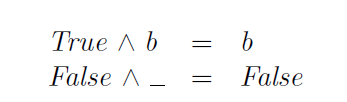 True ∧ b = b
False ∧ _ = False